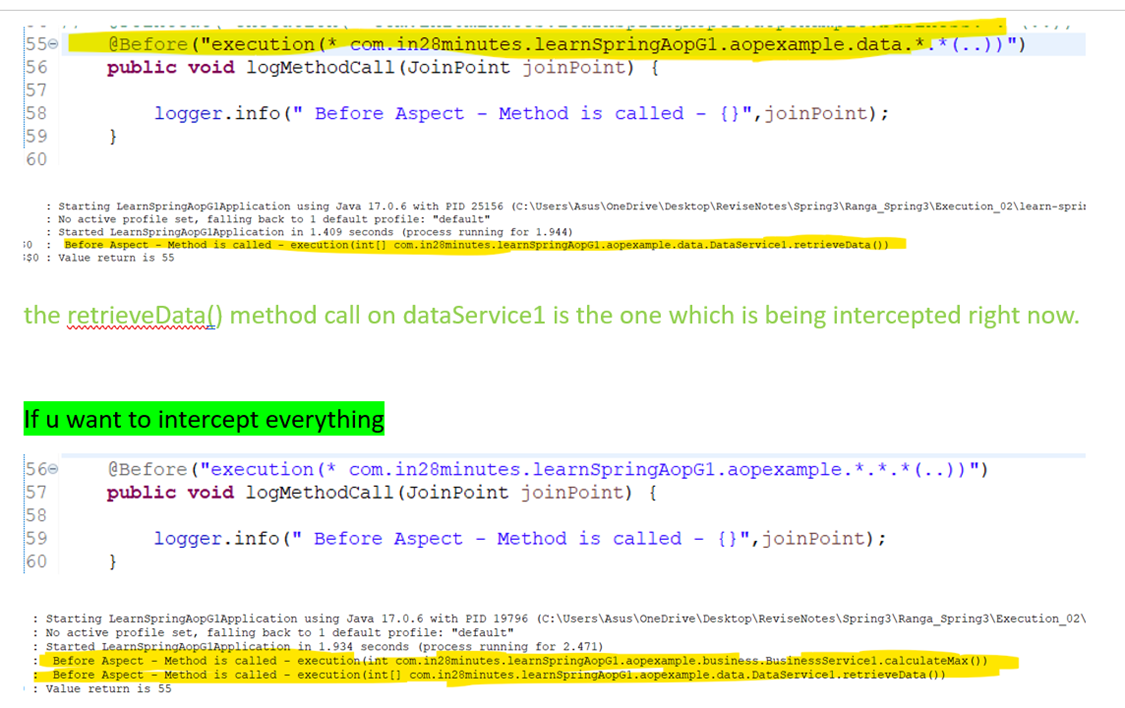 55 @Before("execution(* com.in28minutes.learnSpringAopG1.aopexample.data.*.*(..))")
56 public void logMethodCall(JoinPoint joinPoint) {
57
58 logger.info(" Before Aspect - Method is called - {}",joinPoint);
59 }
60
: Starting LearnSpringAopG1Application using Java 17.0.6 with PID 25156 (C:\Users\Asus\OneDrive\Desktop\ReviseNotes\Spring3\Ranga_Spring3\Execution_02\learn-sprin
: No active profile set, falling back to 1 default profile: "default"
: Started LearnSpringAopG1Application in 1.409 seconds (process running for 1.944)
: Before Aspect - Method is called - execution(int[] com.in28minutes.learnSpringAopG1.aopexample.data.DataService1.retrieveData())
$0 : Value return is 55
the retrieveData() method call on dataService1 is the one which is being intercepted right now.
If u want to intercept everything
56 @Before("execution(* com.in28minutes.learnSpringAopG1.aopexample.*.*.*(..))")
57 public void logMethodCall(JoinPoint joinPoint) {
58
59 logger.info(" Before Aspect - Method is called - {}",joinPoint);
60 }
: Starting LearnSpringAopG1Application using Java 17.0.6 with PID 19796 (C:\Users\Asus\OneDrive\Desktop\ReviseNotes\Spring3\Ranga_Spring3\Execution_02\
: No active profile set, falling back to 1 default profile: "default"
: Started LearnSpringAopG1Application in 1.934 seconds (process running for 2.471)
: Before Aspect - Method is called - execution(int com.in28minutes.learnSpringAopG1.aopexample.business.BusinessService1.calculateMax())
: Before Aspect - Method is called - execution(int[] com.in28minutes.learnSpringAopG1.aopexample.data.DataService1.retrieveData())
: Value return is 55